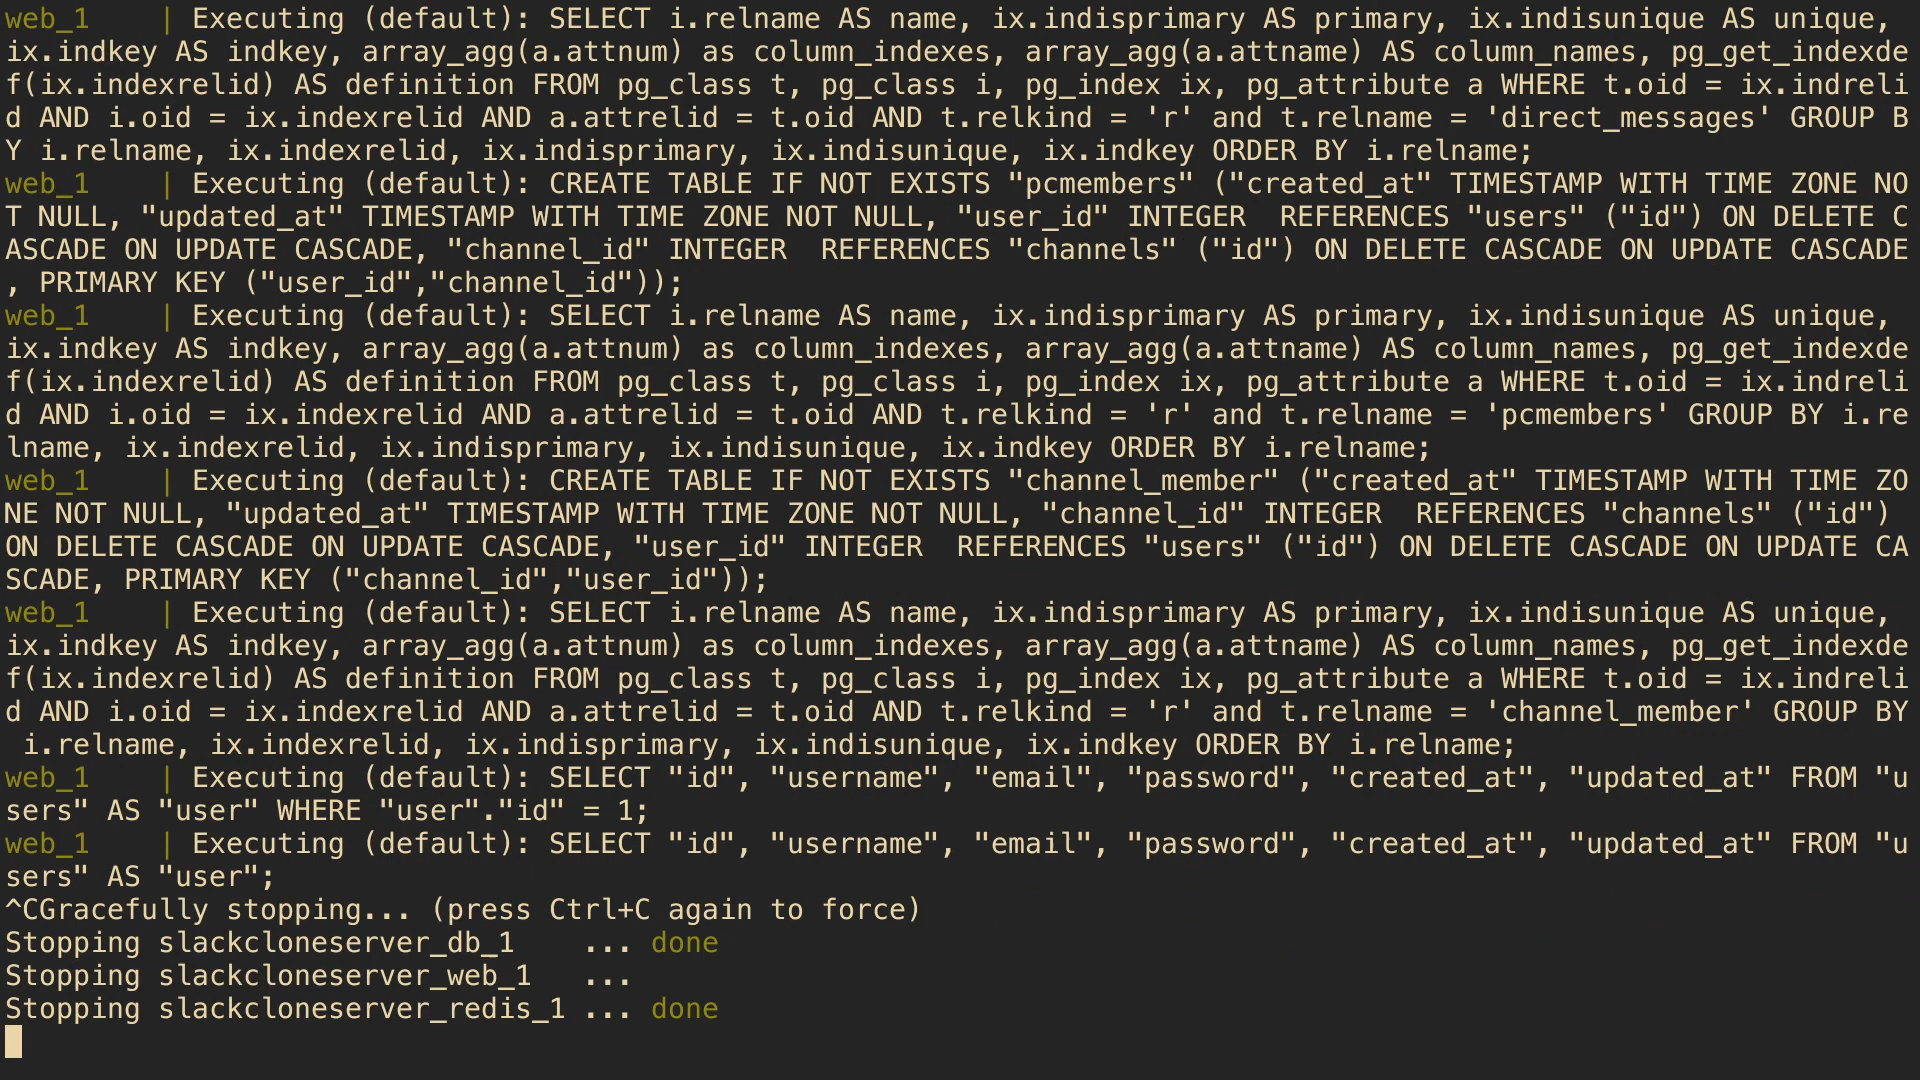 web_1    | Executing (default): SELECT i.relname AS name, ix.indisprimary AS primary, ix.indisunique AS unique,
ix.indkey AS indkey, array_agg(a.attnum) as column_indexes, array_agg(a.attname) AS column_names, pg_get_indexde
f(ix.indexrelid) AS definition FROM pg_class t, pg_class i, pg_index ix, pg_attribute a WHERE t.oid = ix.indreli
d AND i.oid = ix.indexrelid AND a.attrelid = t.oid AND t.relkind = 'r' and t.relname = 'direct_messages' GROUP B
Y i.relname, ix.indexrelid, ix.indisprimary, ix.indisunique, ix.indkey ORDER BY i.relname;
web_1    | Executing (default): CREATE TABLE IF NOT EXISTS "pcmembers" ("created_at" TIMESTAMP WITH TIME ZONE NO
T NULL, "updated_at" TIMESTAMP WITH TIME ZONE NOT NULL, "user_id" INTEGER  REFERENCES "users" ("id") ON DELETE C
ASCADE ON UPDATE CASCADE, "channel_id" INTEGER  REFERENCES "channels" ("id") ON DELETE CASCADE ON UPDATE CASCADE
, PRIMARY KEY ("user_id","channel_id"));
web_1    | Executing (default): SELECT i.relname AS name, ix.indisprimary AS primary, ix.indisunique AS unique,
ix.indkey AS indkey, array_agg(a.attnum) as column_indexes, array_agg(a.attname) AS column_names, pg_get_indexde
f(ix.indexrelid) AS definition FROM pg_class t, pg_class i, pg_index ix, pg_attribute a WHERE t.oid = ix.indreli
d AND i.oid = ix.indexrelid AND a.attrelid = t.oid AND t.relkind = 'r' and t.relname = 'pcmembers' GROUP BY i.re
lname, ix.indexrelid, ix.indisprimary, ix.indisunique, ix.indkey ORDER BY i.relname;
web_1    | Executing (default): CREATE TABLE IF NOT EXISTS "channel_member" ("created_at" TIMESTAMP WITH TIME ZO
NE NOT NULL, "updated_at" TIMESTAMP WITH TIME ZONE NOT NULL, "channel_id" INTEGER  REFERENCES "channels" ("id")
ON DELETE CASCADE ON UPDATE CASCADE, "user_id" INTEGER  REFERENCES "users" ("id") ON DELETE CASCADE ON UPDATE CA
SCADE, PRIMARY KEY ("channel_id","user_id"));
web_1    | Executing (default): SELECT i.relname AS name, ix.indisprimary AS primary, ix.indisunique AS unique,
ix.indkey AS indkey, array_agg(a.attnum) as column_indexes, array_agg(a.attname) AS column_names, pg_get_indexde
f(ix.indexrelid) AS definition FROM pg_class t, pg_class i, pg_index ix, pg_attribute a WHERE t.oid = ix.indreli
d AND i.oid = ix.indexrelid AND a.attrelid = t.oid AND t.relkind = 'r' and t.relname = 'channel_member' GROUP BY
 i.relname, ix.indexrelid, ix.indisprimary, ix.indisunique, ix.indkey ORDER BY i.relname;
web_1    | Executing (default): SELECT "id", "username", "email", "password", "created_at", "updated_at" FROM "u
sers" AS "user" WHERE "user"."id" = 1;
web_1    | Executing (default): SELECT "id", "username", "email", "password", "created_at", "updated_at" FROM "u
sers" AS "user";
^CGracefully stopping... (press Ctrl+C again to force)
Stopping slackcloneserver_db_1    ... done
Stopping slackcloneserver_web_1   ...
Stopping slackcloneserver_redis_1 ... done